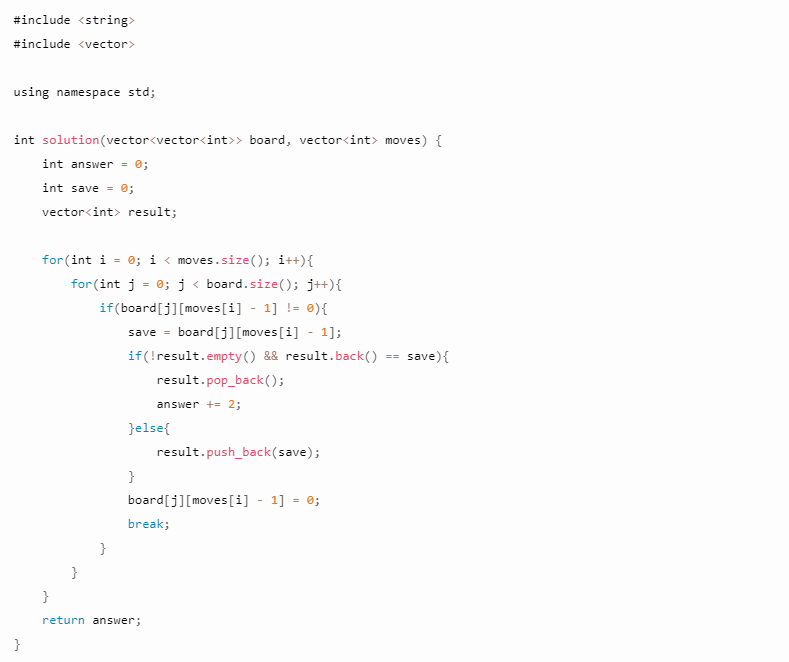 #include <string>
#include <vector>

using namespace std;

int solution(vector<vector<int>> board, vector<int> moves) {
    int answer = 0;
    int save = 0;
    vector<int> result;

    for(int i = 0; i < moves.size(); i++){
        for(int j = 0; j < board.size(); j++){
            if(board[j][moves[i] - 1] != 0){
                save = board[j][moves[i] - 1];
                if(!result.empty() && result.back() == save){
                    result.pop_back();
                    answer += 2;
                }else{
                    result.push_back(save);
                }
                board[j][moves[i] - 1] = 0;
                break;
            }
        }
    }
    return answer;
}